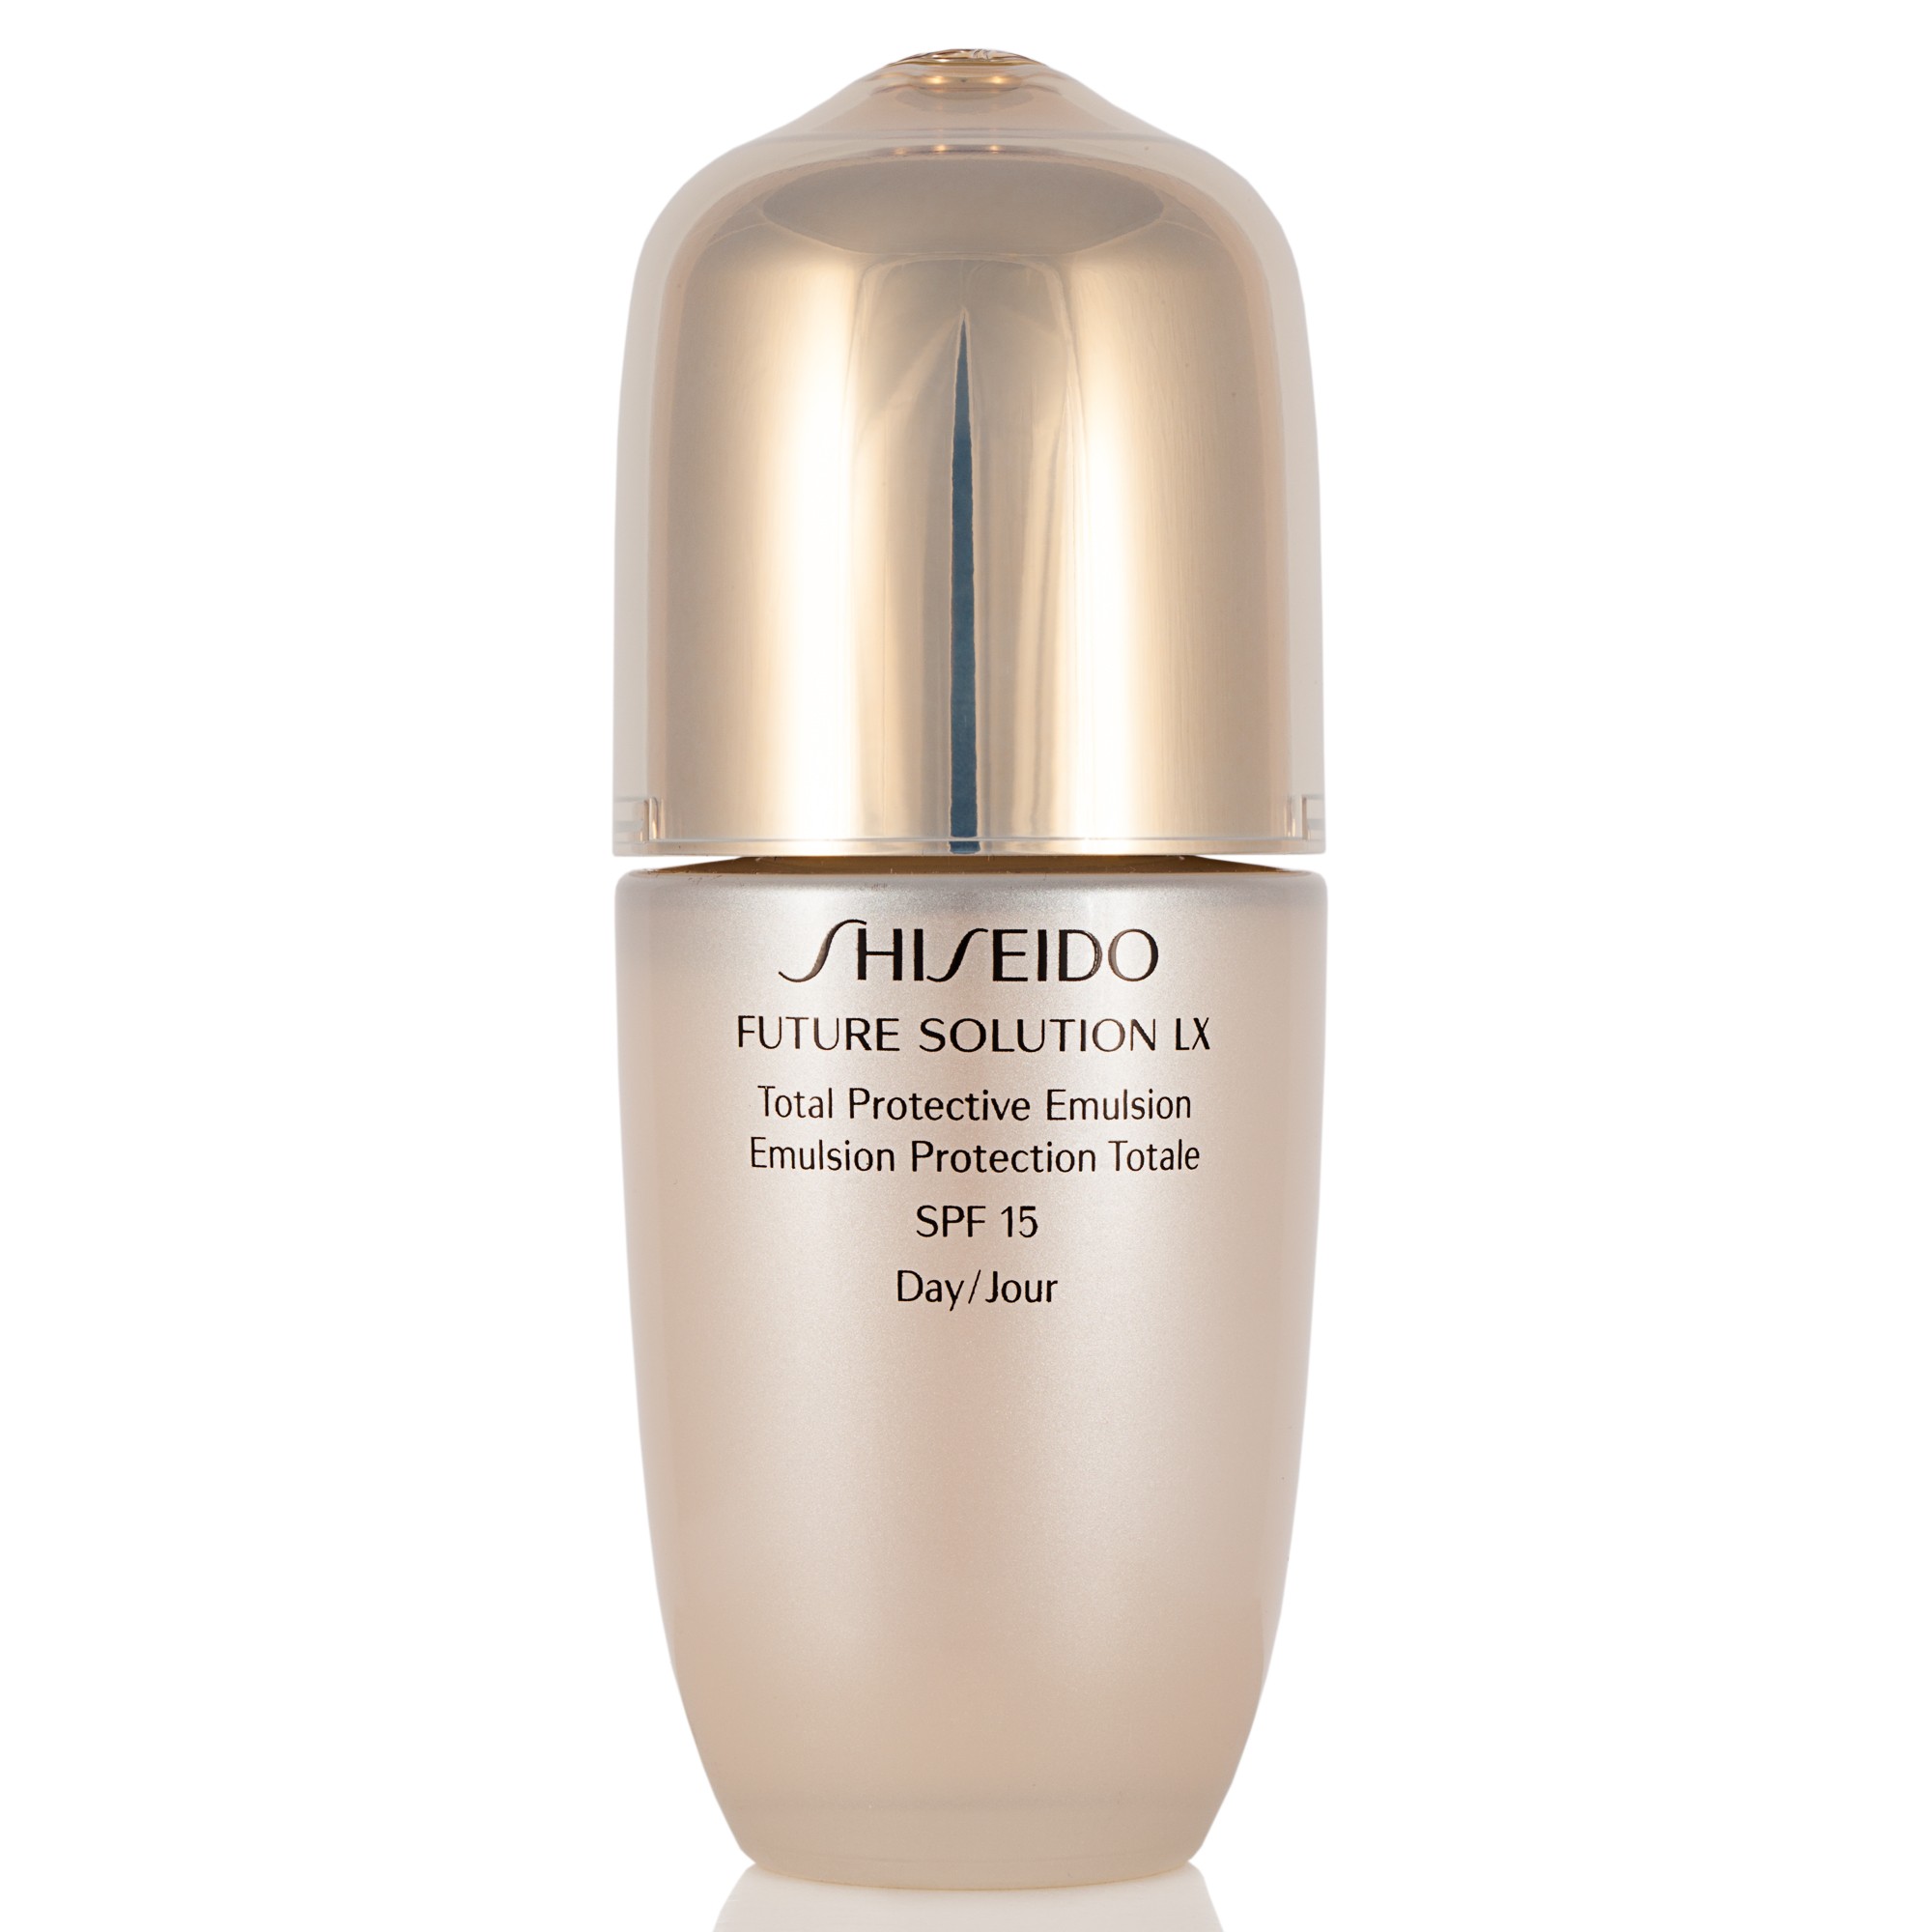 SHISEIDO
FUTURE SOLUTION LX
Total Protective Emulsion
Emulsion Protection Totale
SPF 15
Day/Jour